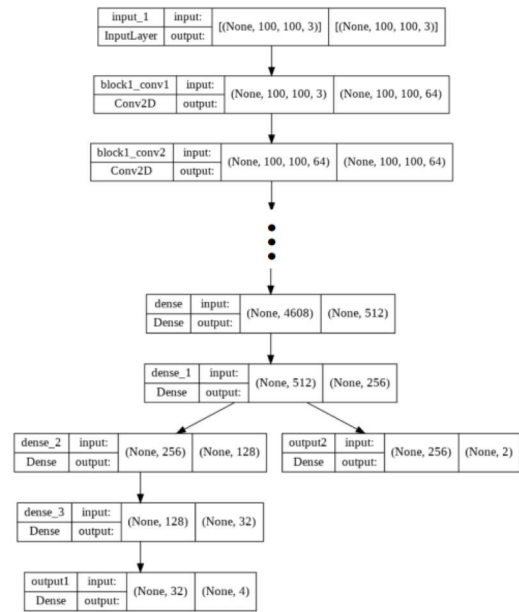 input_1 input: [(None, 100, 100, 3)] [(None, 100, 100, 3)]
InputLayer output:
block1_conv1 input: (None, 100, 100, 3) (None, 100, 100, 64)
Conv2D output:
block1_conv2 input: (None, 100, 100, 64) (None, 100, 100, 64)
Conv2D output:
dense input: (None, 4608) (None, 512)
Dense output:
dense_1 input: (None, 512) (None, 256)
Dense output:
dense_2 input: (None, 256) (None, 128)
Dense output:
output2 input: (None, 256) (None, 2)
Dense output:
dense_3 input: (None, 128) (None, 32)
Dense output:
output1 input: (None, 32) (None, 4)
Dense output: